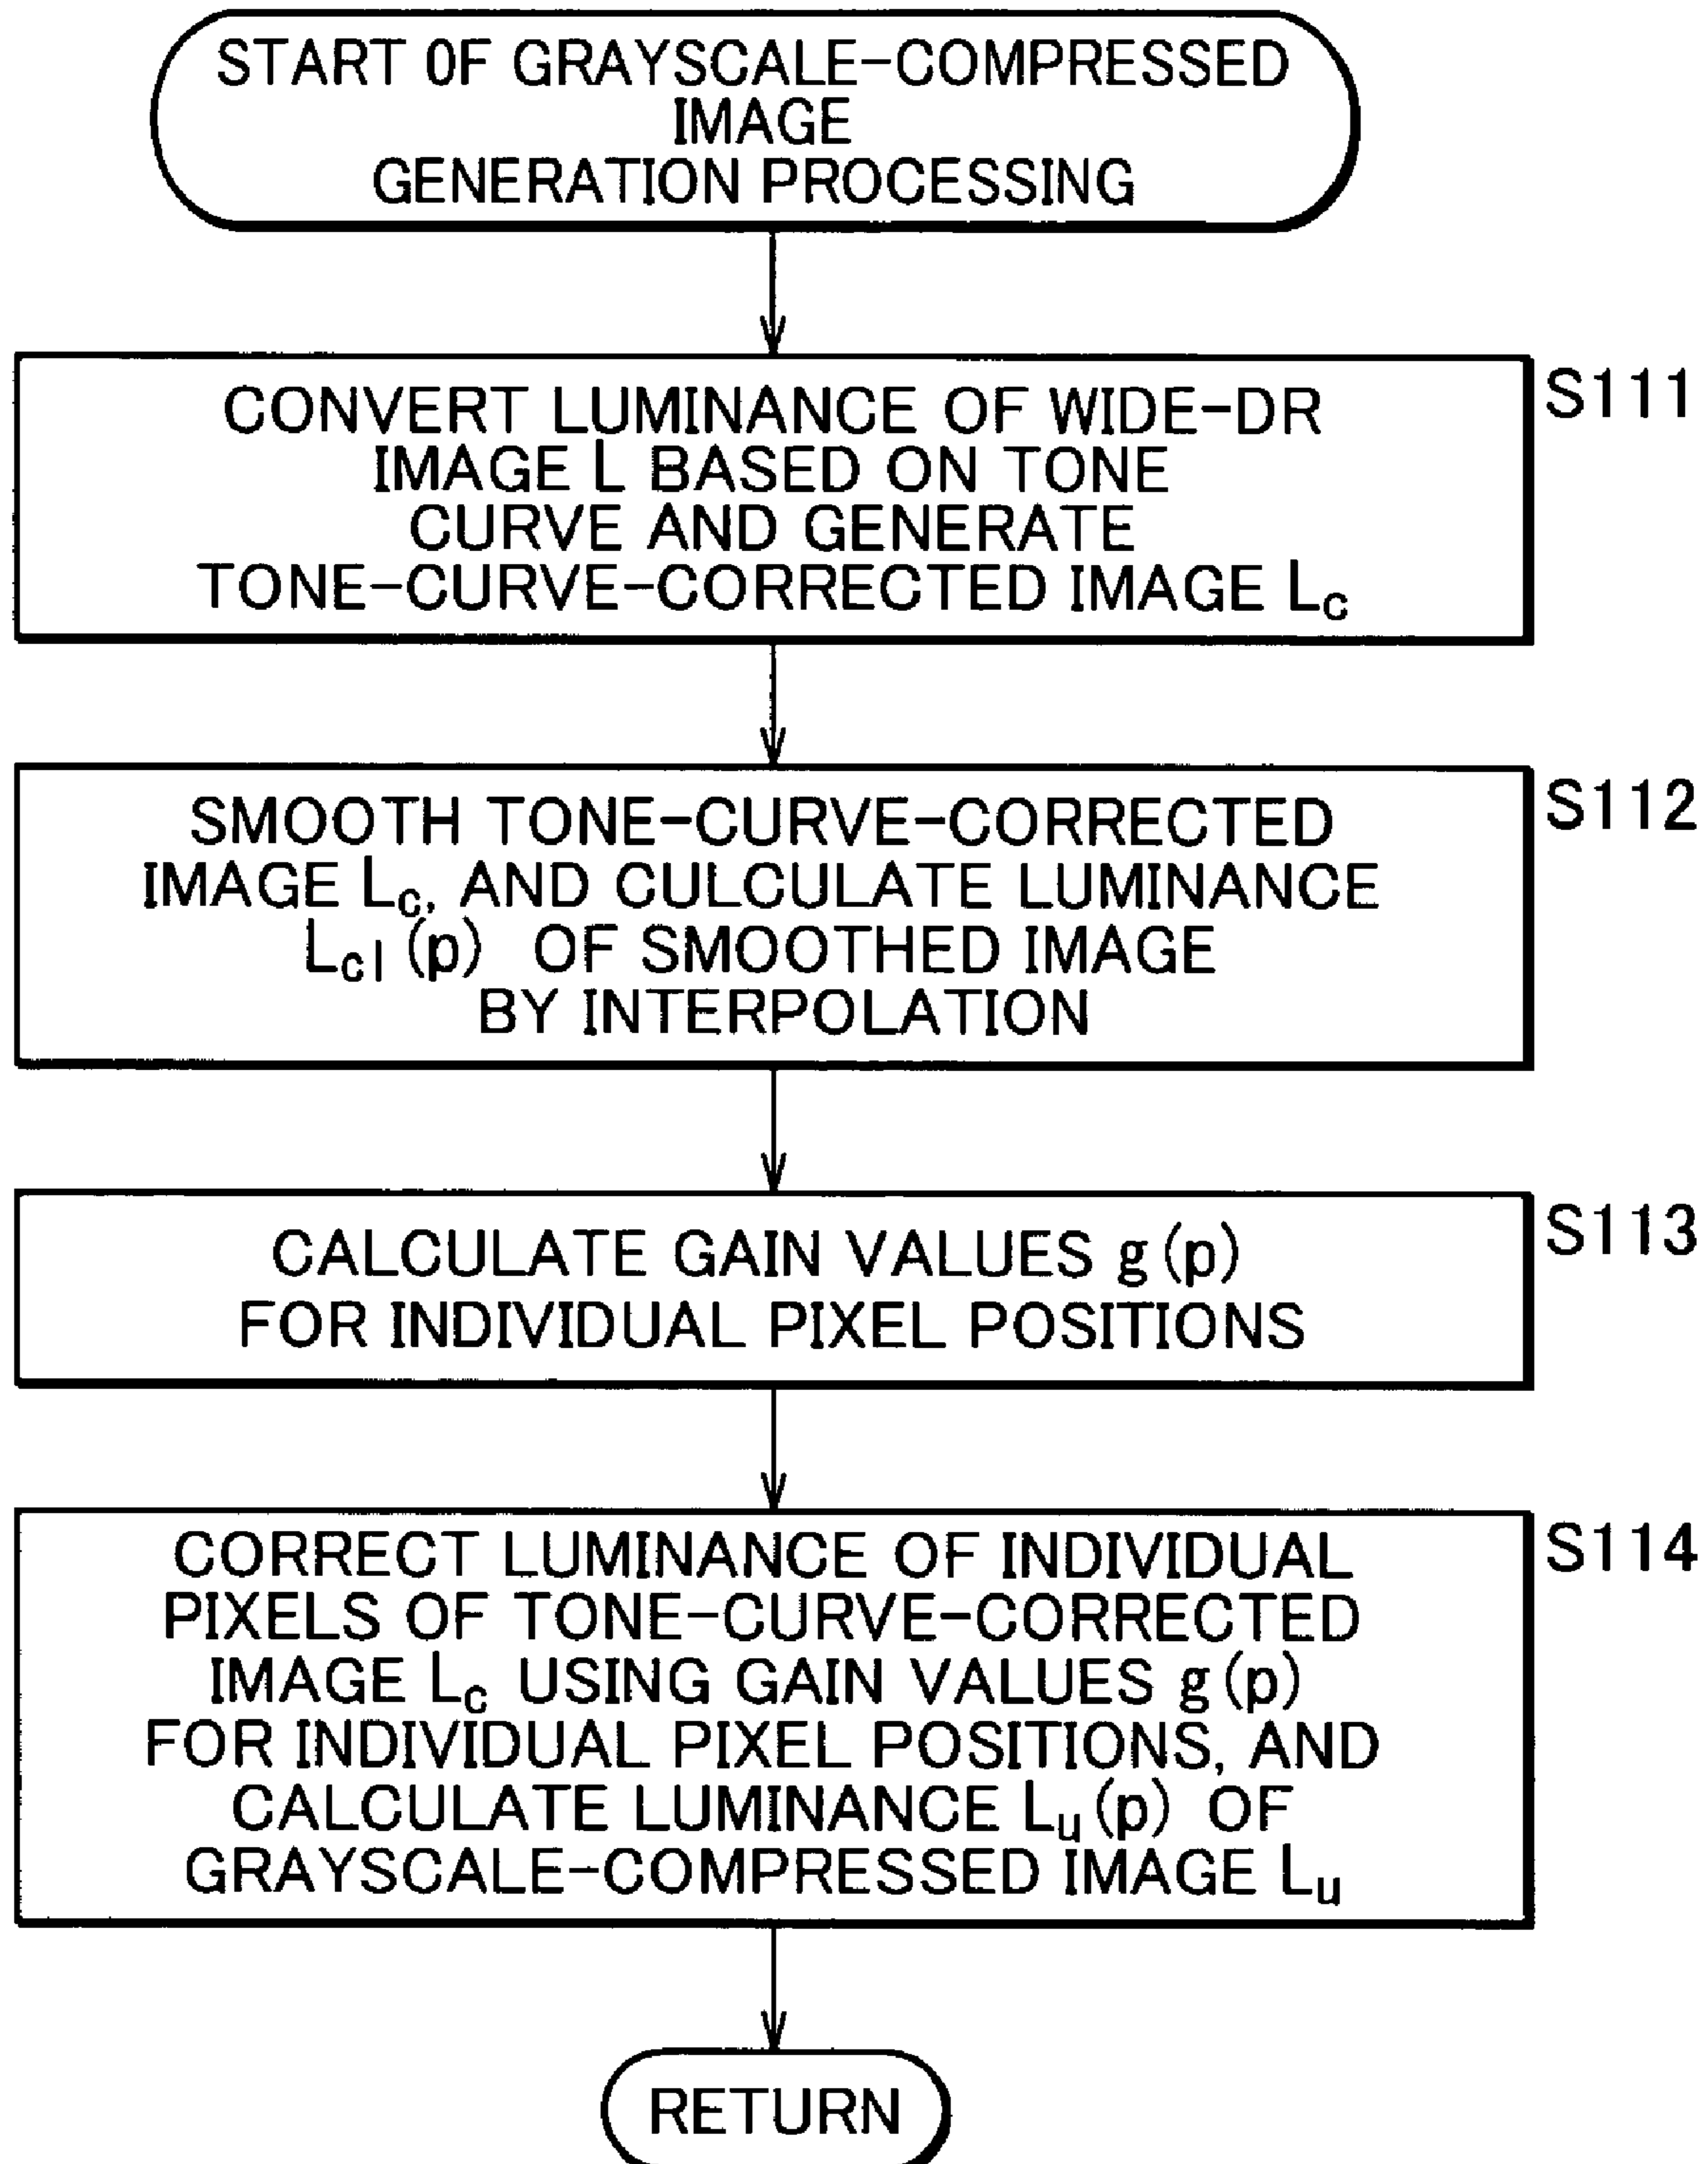 START OF GRAYSCALE-COMPRESSED
IMAGE
GENERATION PROCESSING
S111
CONVERT LUMINANCE OF WIDE-DR
IMAGE L BASED ON TONE
CURVE AND GENERATE
TONE-CURVE-CORRECTED IMAGE Lc
S112
SMOOTH TONE-CURVE-CORRECTED
IMAGE Lc, AND CULCULATE LUMINANCE
Lcl (p) OF SMOOTHED IMAGE
BY INTERPOLATION
S113
CALCULATE GAIN VALUES g (p)
FOR INDIVIDUAL PIXEL POSITIONS
S114
CORRECT LUMINANCE OF INDIVIDUAL
PIXELS OF TONE-CURVE-CORRECTED
IMAGE Lc USING GAIN VALUES g (p)
FOR INDIVIDUAL PIXEL POSITIONS, AND
CALCULATE LUMINANCE Lu (p) OF
GRAYSCALE-COMPRESSED IMAGE Lu
RETURN